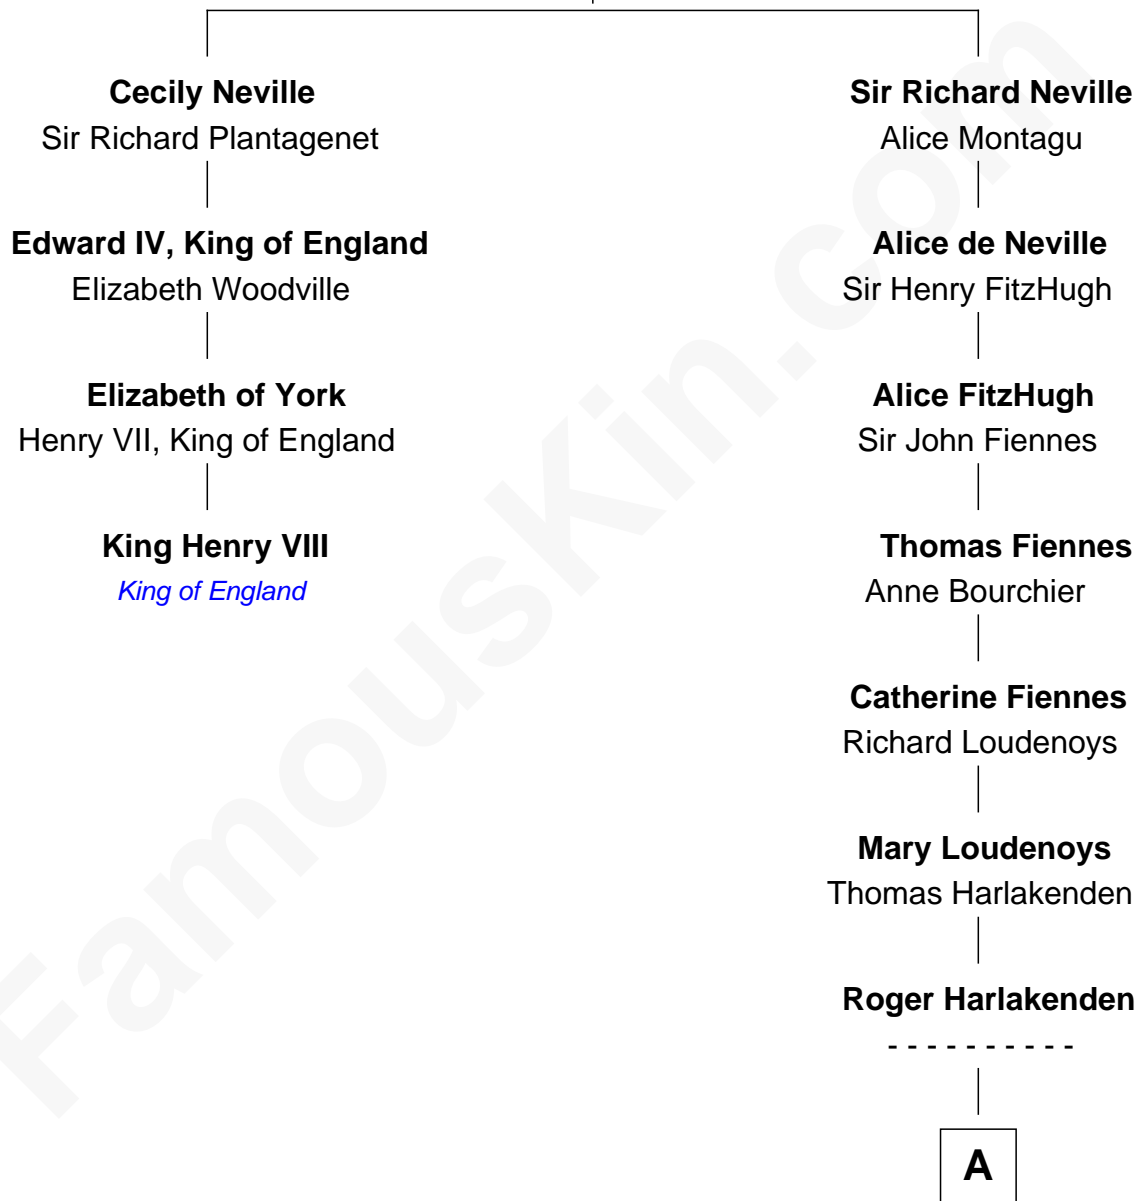 Cecily Neville
Sir Richard Plantagenet
Edward IV, King of England
Elizabeth Woodville
Elizabeth of York
Henry VII, King of England
King Henry VIII
King of England
Sir Richard Neville
Alice Montagu
Alice de Neville
Sir Henry FitzHugh
Alice FitzHugh
Sir John Fiennes
Thomas Fiennes
Anne Bourchier
Catherine Fiennes
Richard Loudenoys
Mary Loudenoys
Thomas Harlakenden
Roger Harlakenden
- - - - - - - - - -
A
FamousKin.com